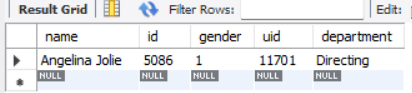 Result Grid Filter Rows: Edit:
name id gender uid department
Angelina Jolie 5086 1 11701 Directing
NULL NULL NULL NULL NULL